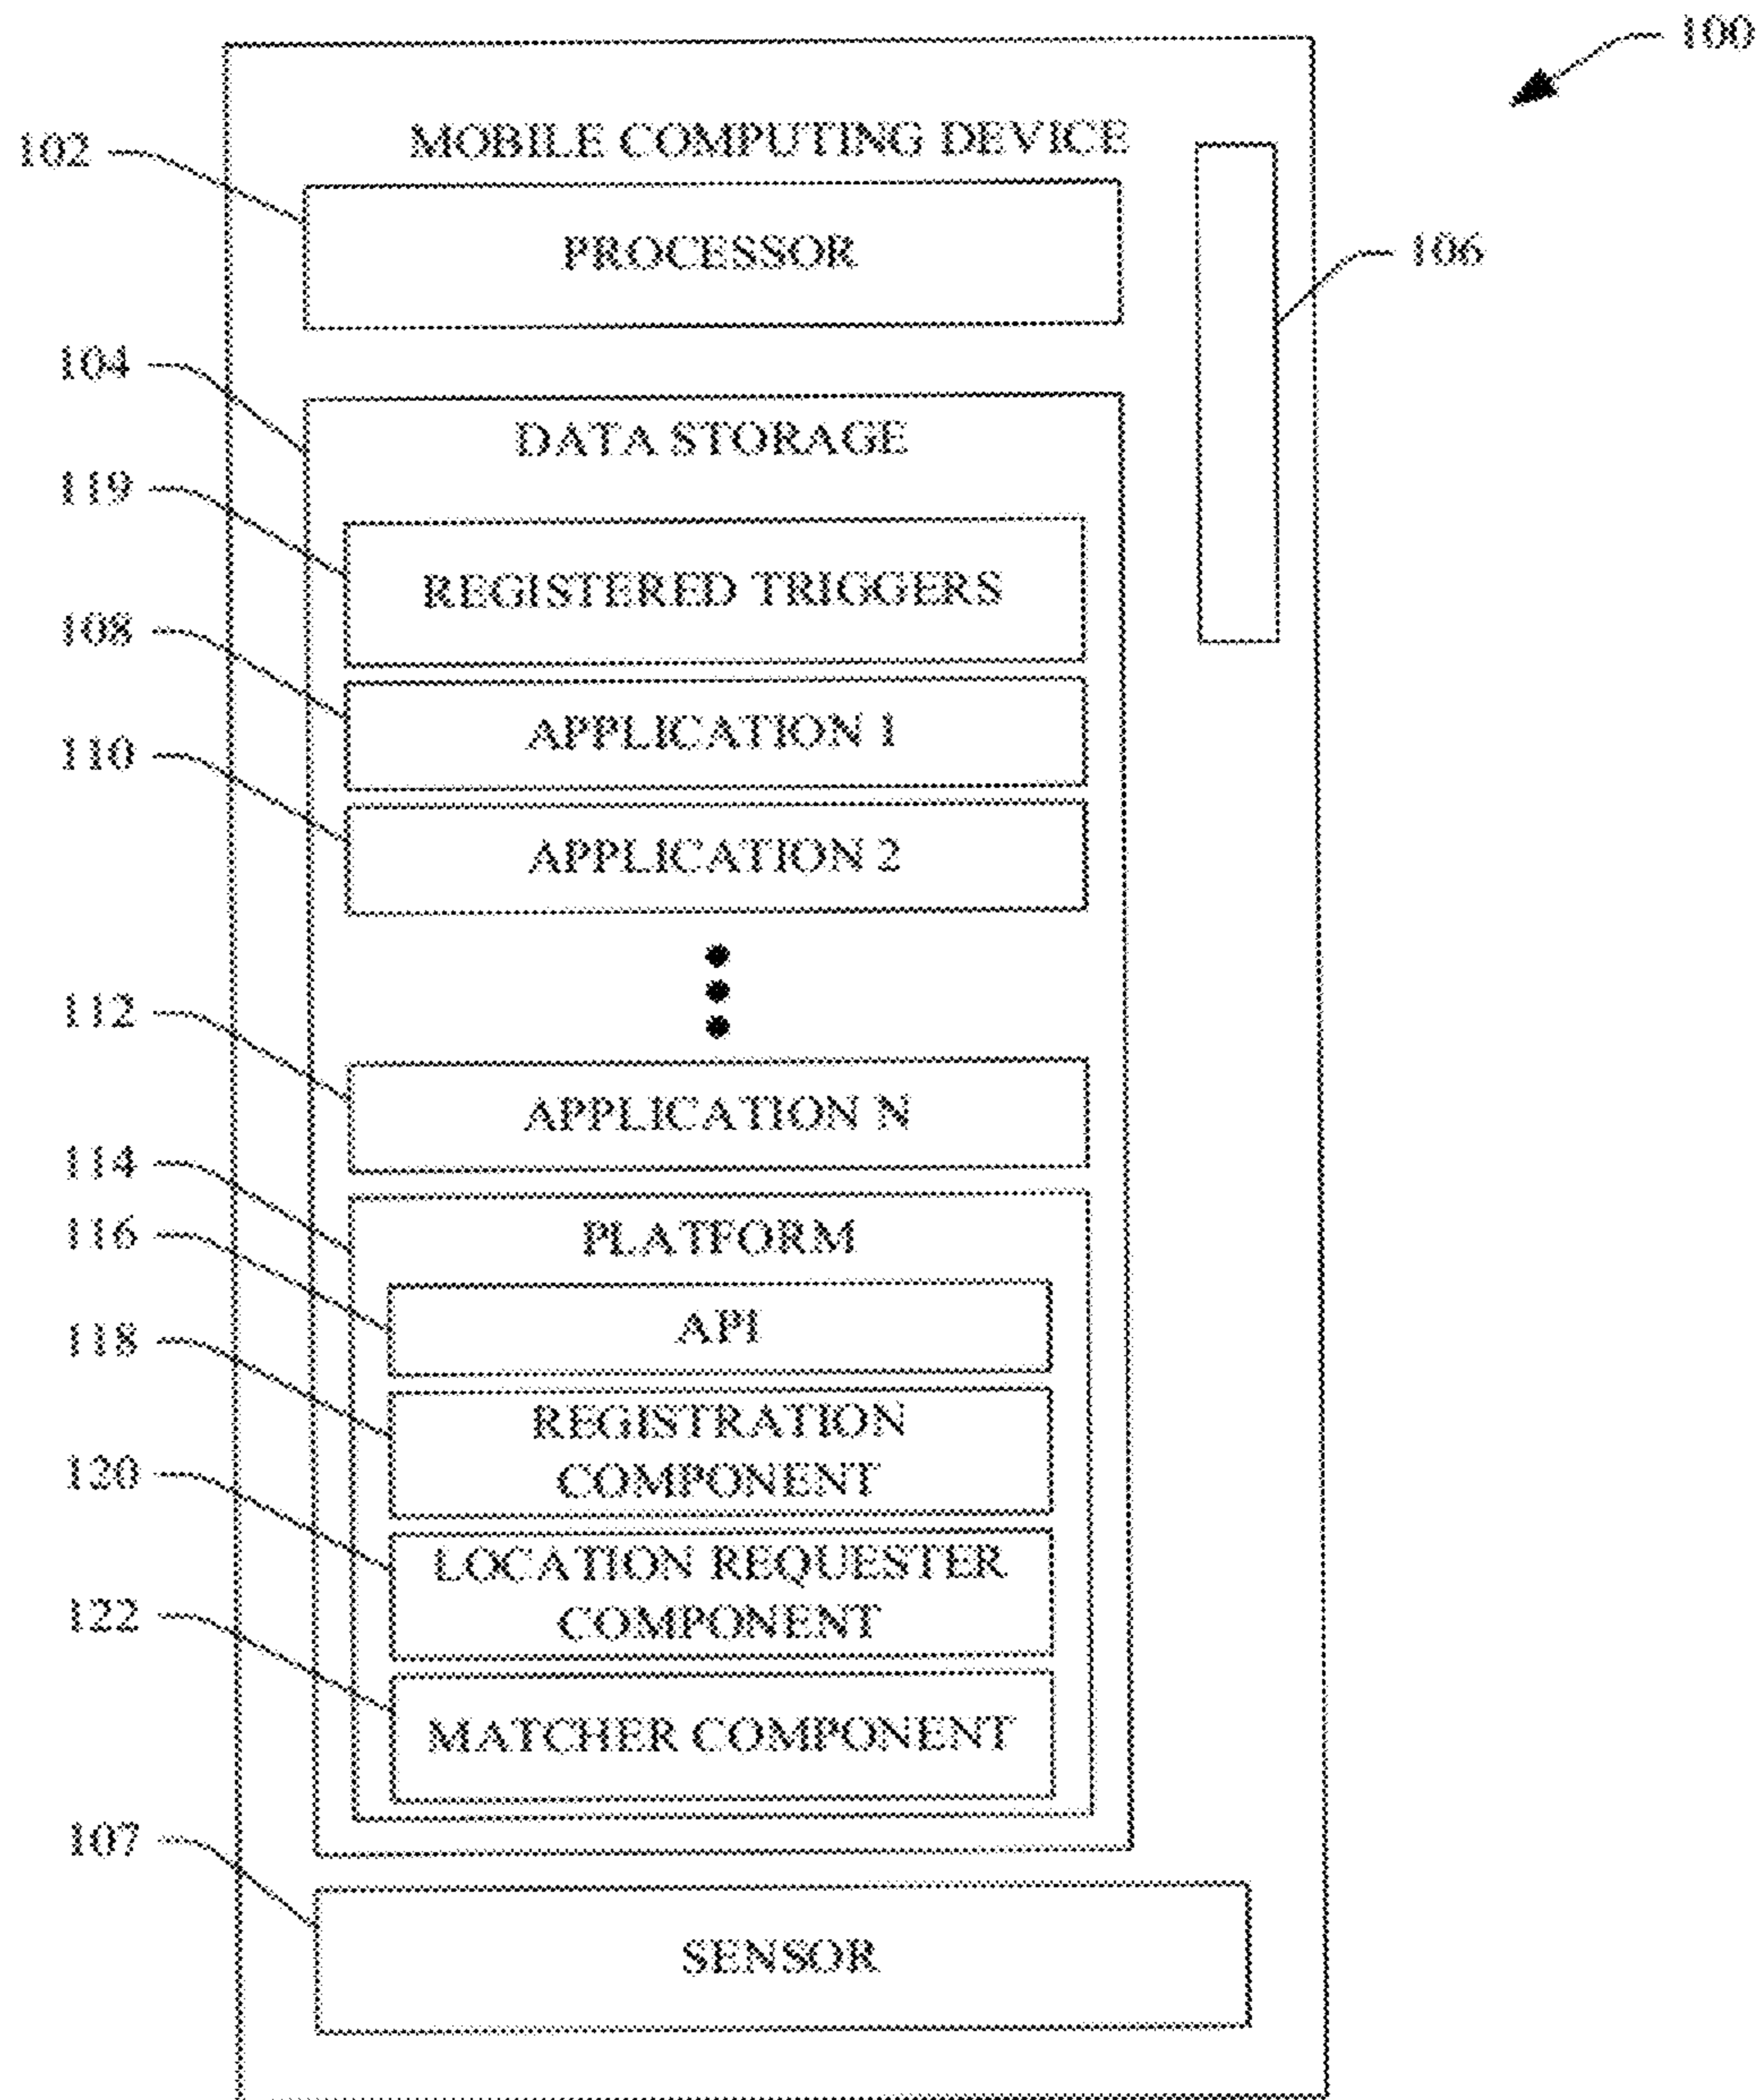 100
MOBILE COMPUTING DEVICE
102
PROCESSOR
106
104
DATA STORAGE
119
REGISTERED TRIGGERS
108
APPLICATION 1
110
APPLICATION 2
112
APPLICATION N
114
PLATFORM
116
API
118
REGISTRATION
COMPONENT
120
LOCATION REQUESTER
COMPONENT
122
MATCHER COMPONENT
107
SENSOR